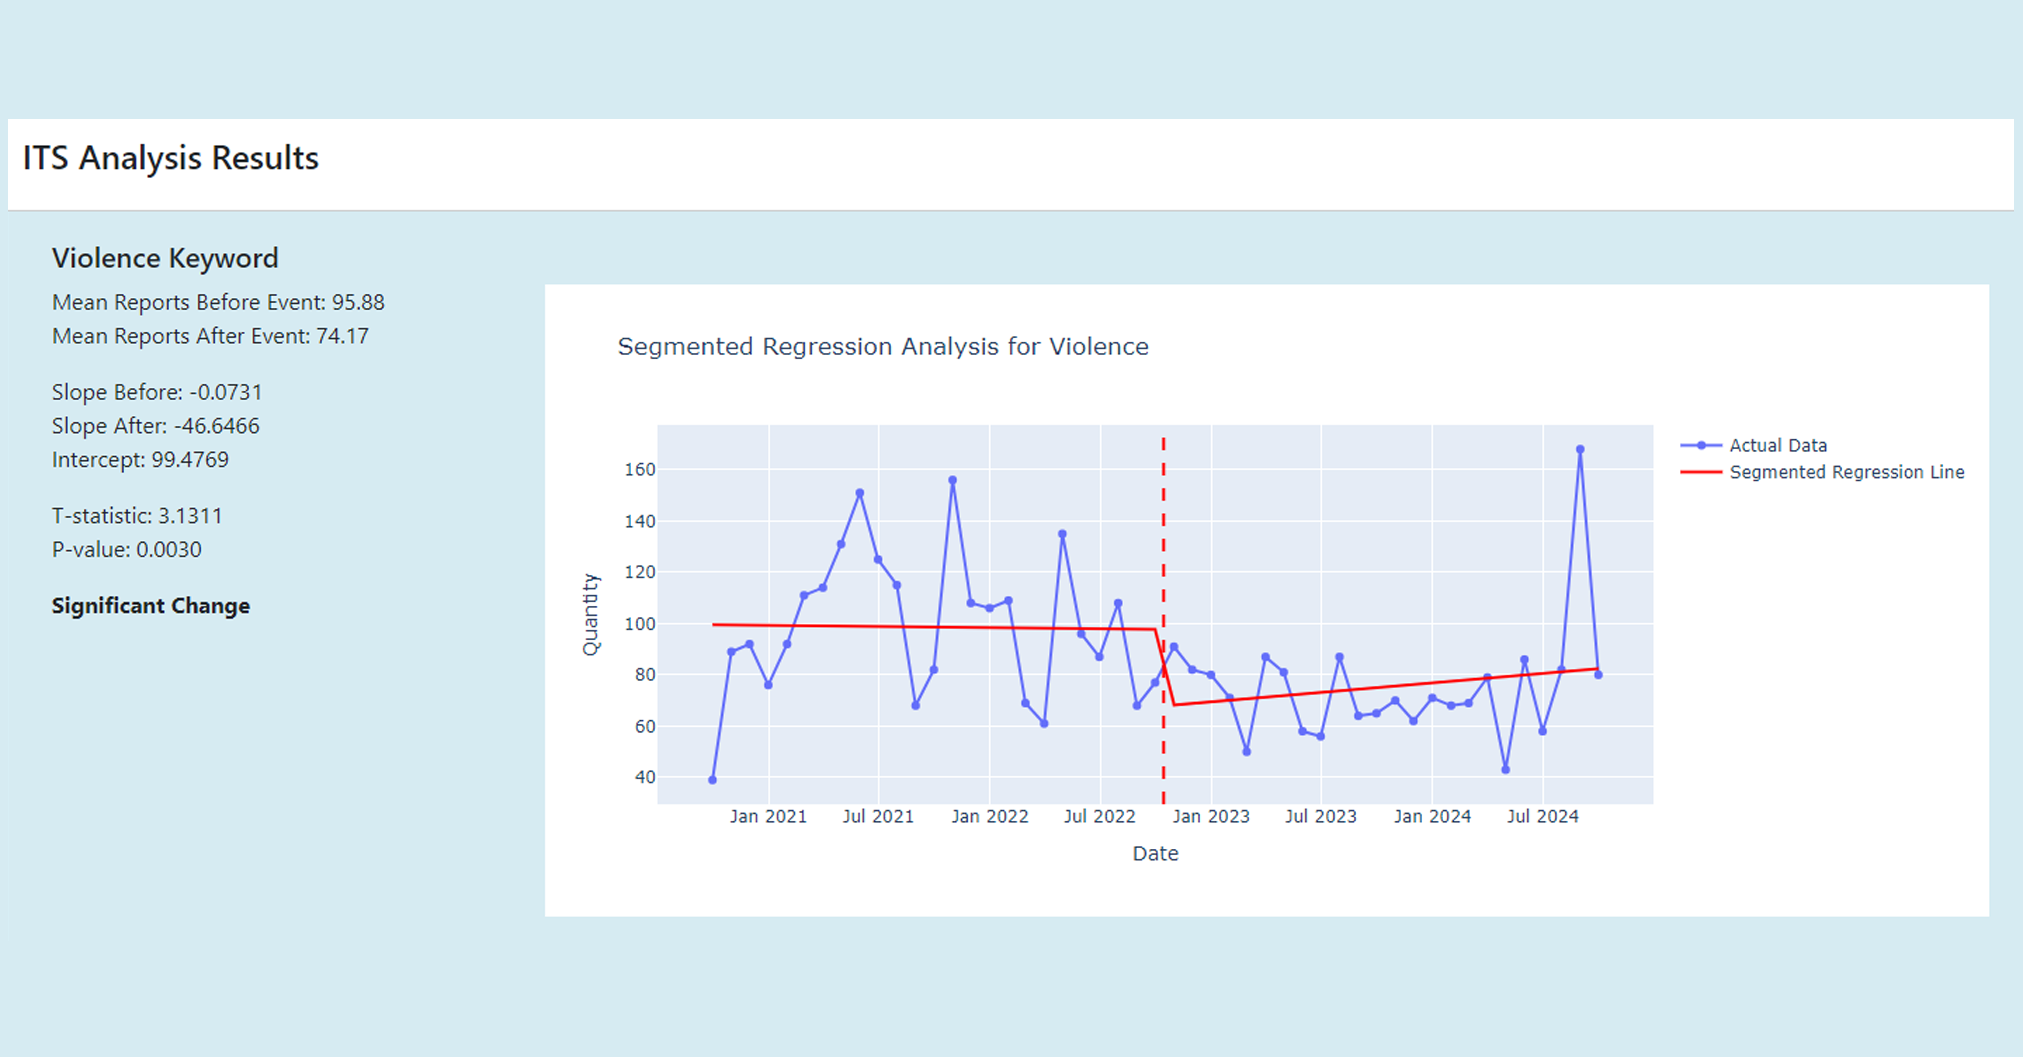 ITS Analysis Results
Violence Keyword
Mean Reports Before Event: 95.88
Mean Reports After Event: 74.17
Slope Before: -0.0731
Slope After: -46.6466
Intercept: 99.4769
T-statistic: 3.1311
P-value: 0.0030
Significant Change
Segmented Regression Analysis for Violence
Actual Data
Segmented Regression Line
160
140
120
100
80
60
40
Quantity
Jan 2021 Jul 2021 Jan 2022 Jul 2022 Jan 2023 Jul 2023 Jan 2024 Jul 2024
Date